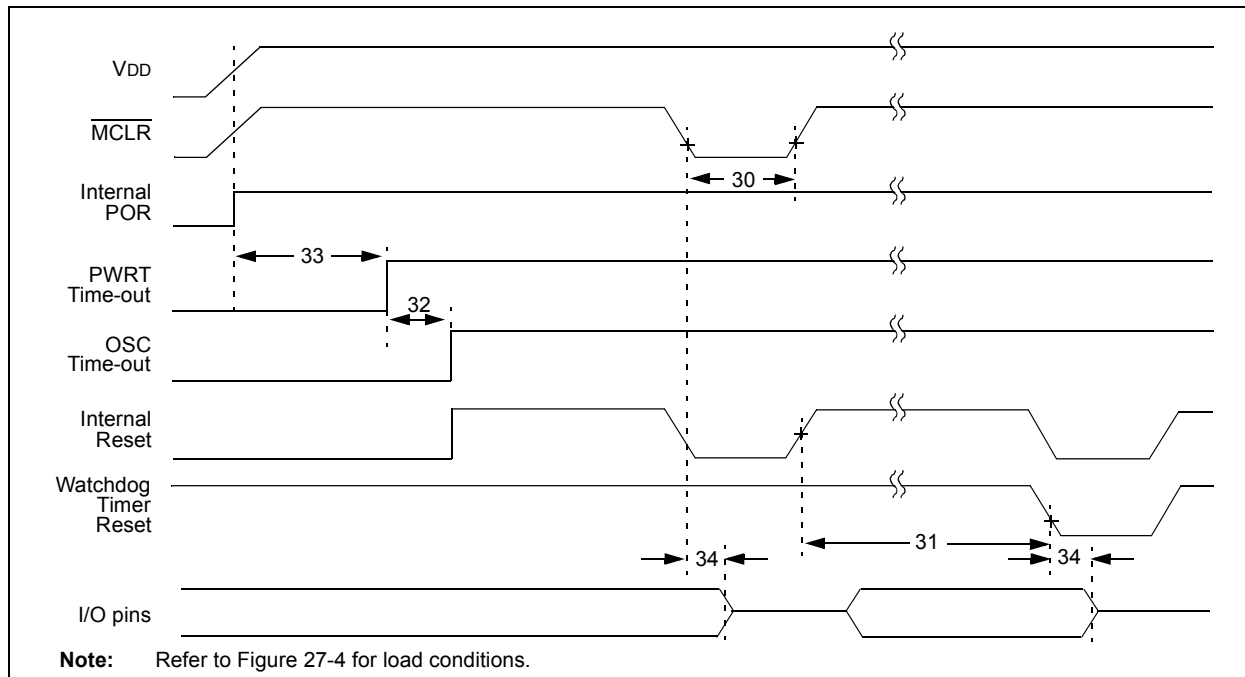 VDD
MCLR
30
Internal
POR
33
PWRT
Time-out
32
OSC
Time-out
Internal
Reset
Watchdog
Timer
Reset
31
34
34
I/O pins
Note: Refer to Figure 27-4 for load conditions.